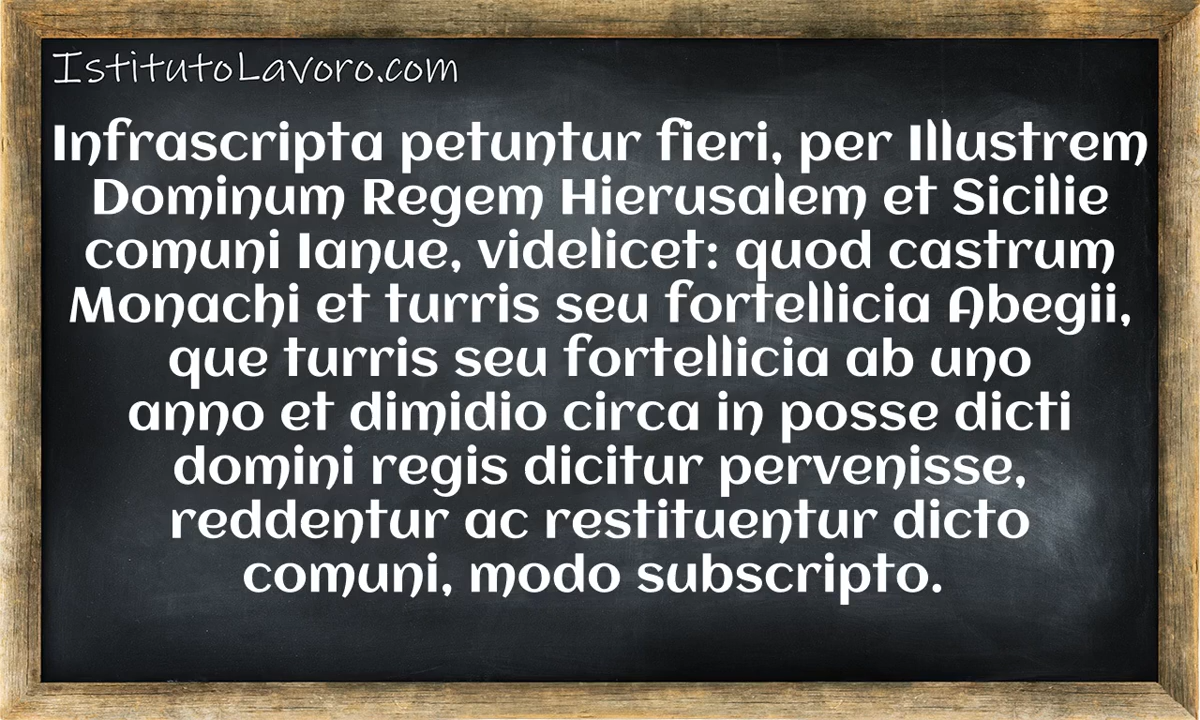 IstitutoLavoro.com
Infrascripta petuntur fieri, per Illustrem
Dominum Regem Hierusalem et Sicilie
comuni Ianue, videlicet: quod castrum
Monachi et turris seu fortellicia Abegii,
que turris seu fortellicia ab uno
anno et dimidio circa in posse dicti
domini regis dicitur pervenisse,
reddentur ac restituentur dicto
comuni, modo subscripto.